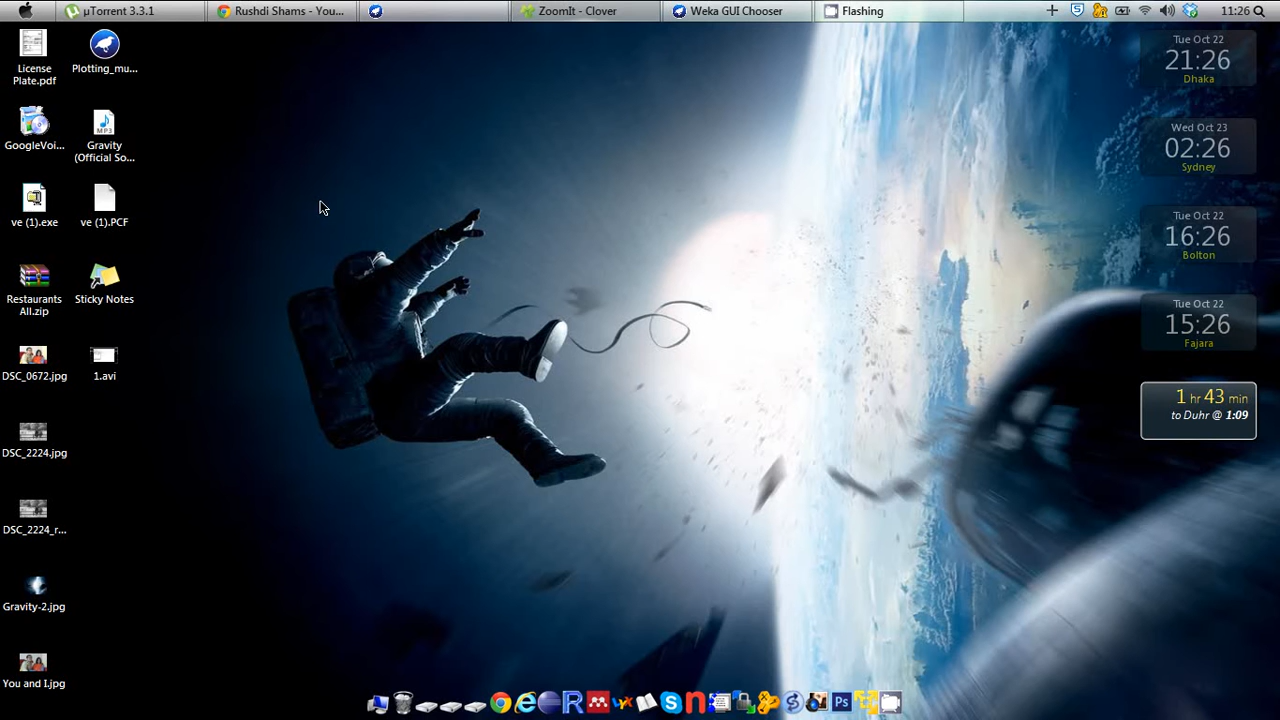 µTorrent 3.3.1
Rushdi Shams - You...
ZoomIt - Clover
Weka GUI Chooser
Flashing
11:26
License
Plate.pdf
Plotting_mu...
GoogleVoi...
MP3
Gravity
(Official So...
ve (1).exe
ve (1).PCF
Restaurants
All.zip
Sticky Notes
DSC_0672.jpg
1.avi
DSC_2224.jpg
DSC_2224_r...
Gravity-2.jpg
You and I.jpg
Tue Oct 22
21:26
Dhaka
Wed Oct 23
02:26
Sydney
Tue Oct 22
16:26
Bolton
Tue Oct 22
15:26
Fajara
1 hr 43 min
to Duhr @ 1:09
Ps